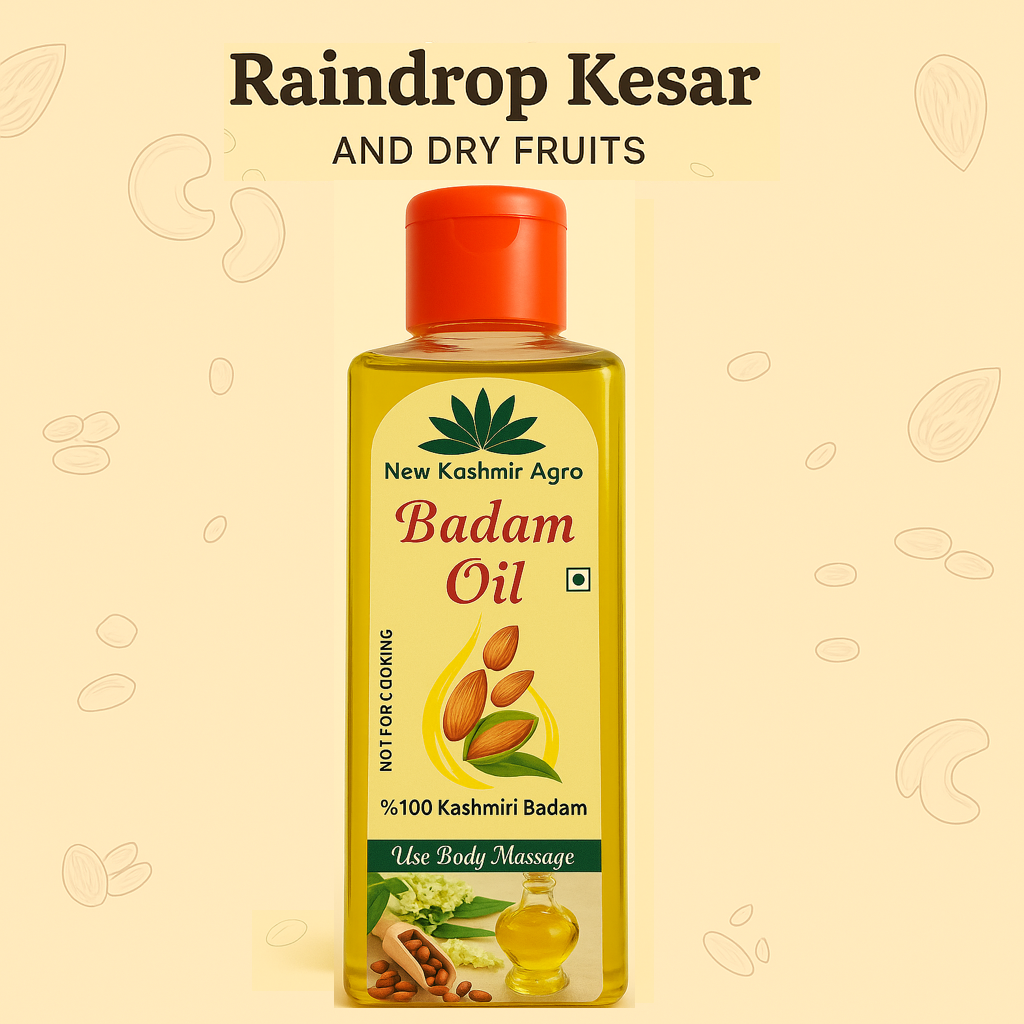 Raindrop Kesar
AND DRY FRUITS
New Kashmir Agro
Badam
Oil
NOT FOR COOKING
%100 Kashmiri Badam
Use Body Massage